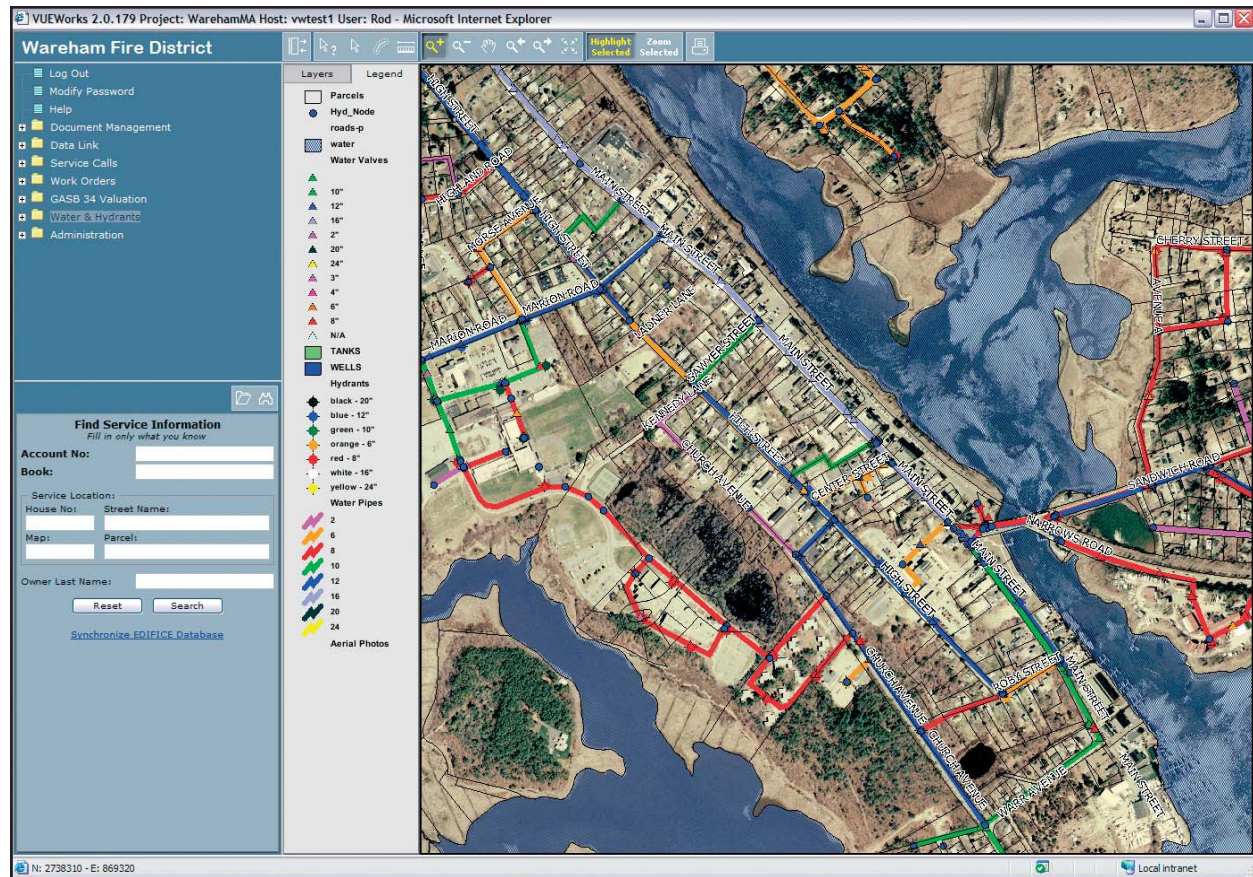 VUEWorks 2.0.179 Project: WarehamMA Host: vwtest1 User: Rod - Microsoft Internet Explorer
Wareham Fire District
Highlight Selected
Zoom Selected
Log Out
Modify Password
Help
Document Management
Data Link
Service Calls
Work Orders
GASB 34 Valuation
Water & Hydrants
Administration
Find Service Information
Fill in only what you know
Account No:
Book:
Service Location:
House No: Street Name:
Map: Parcel:
Owner Last Name:
Reset Search
Synchronize EDIFICE Database
Layers Legend
Parcels
Hyd_Node
roads-p
water
Water Valves
10"
12"
16"
2"
20"
24"
3"
4"
6"
8"
N/A
TANKS
WELLS
Hydrants
black - 20"
blue - 12"
green - 10"
orange - 6"
red - 8"
white - 16"
yellow - 24"
Water Pipes
2
6
8
10
12
16
20
24
Aerial Photos
HIGH STREET
HIGHLAND ROAD
MAIN STREET
MORSE AVENUE
HIGH STREET
MAIN STREET
CHERRY STREET
AVENUE A
MARION ROAD
MARION ROAD
LADNER LANE
SAWYER STREET
MAIN STREET
KENNEDY LANE
HIGH STREET
CHURCH AVENUE
CENTER STREET
MAIN STREET
SANDWICH ROAD
NARROWS ROAD
MAIN STREET
HIGH STREET
CHURCH AVENUE
ROBY STREET
MAIN STREET
CHURCH AVENUE
WARR AVENUE
MAIN STREET
N: 2738310 - E: 869320
Local intranet